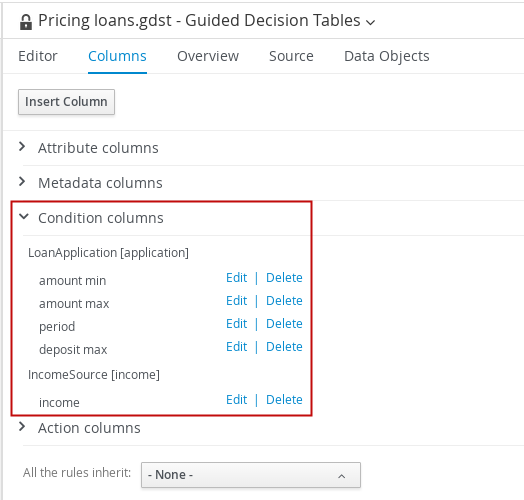 Pricing loans.gdst - Guided Decision Tables
Editor Columns Overview Source Data Objects
Insert Column
Attribute columns
Metadata columns
Condition columns
LoanApplication [application]
amount min Edit | Delete
amount max Edit | Delete
period Edit | Delete
deposit max Edit | Delete
IncomeSource [income]
income Edit | Delete
Action columns
All the rules inherit: - None -